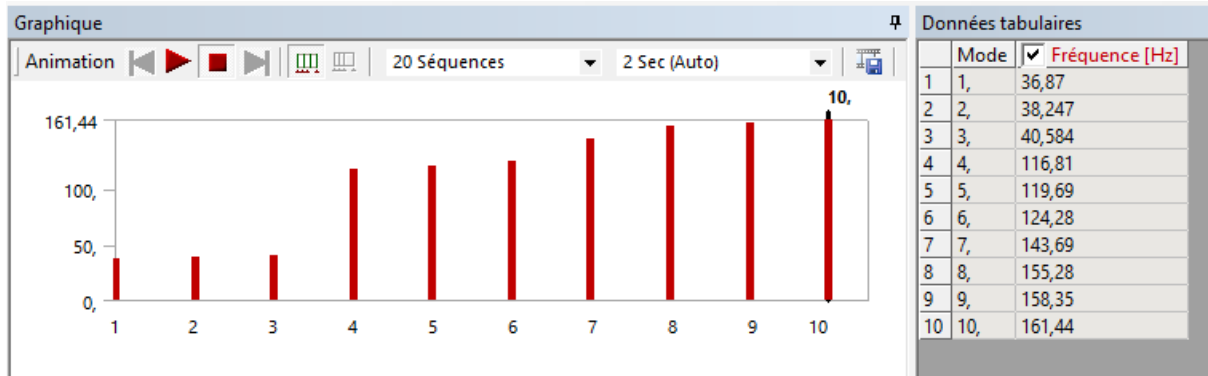 Graphique
Animation 20 Séquences 2 Sec (Auto)
10,
161,44
100,
50,
0,
1 2 3 4 5 6 7 8 9 10
Données tabulaires
Mode Fréquence [Hz]
1 1, 36,87
2 2, 38,247
3 3, 40,584
4 4, 116,81
5 5, 119,69
6 6, 124,28
7 7, 143,69
8 8, 155,28
9 9, 158,35
10 10, 161,44